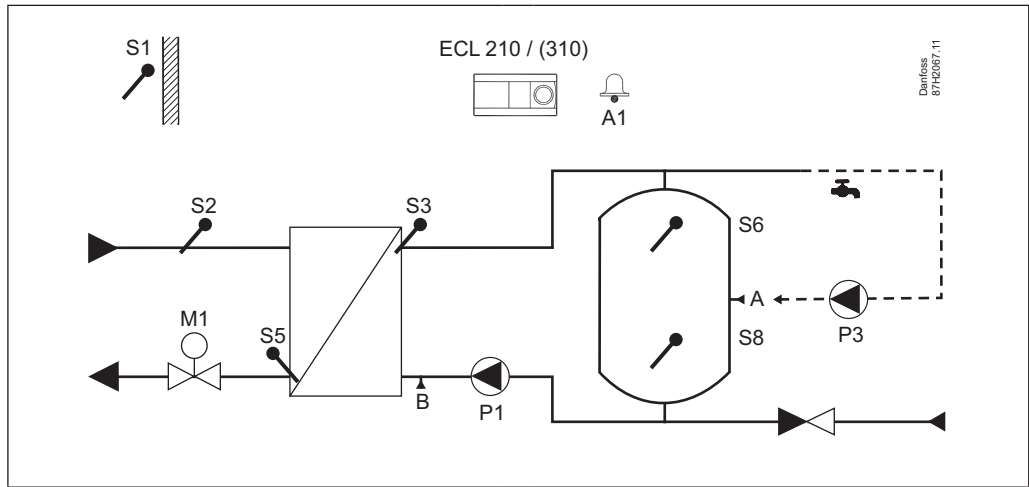 S1
ECL 210 / (310)
A1
Danfoss
87H2067.11
S2
S3
S6
A
P3
S8
M1
S5
B
P1